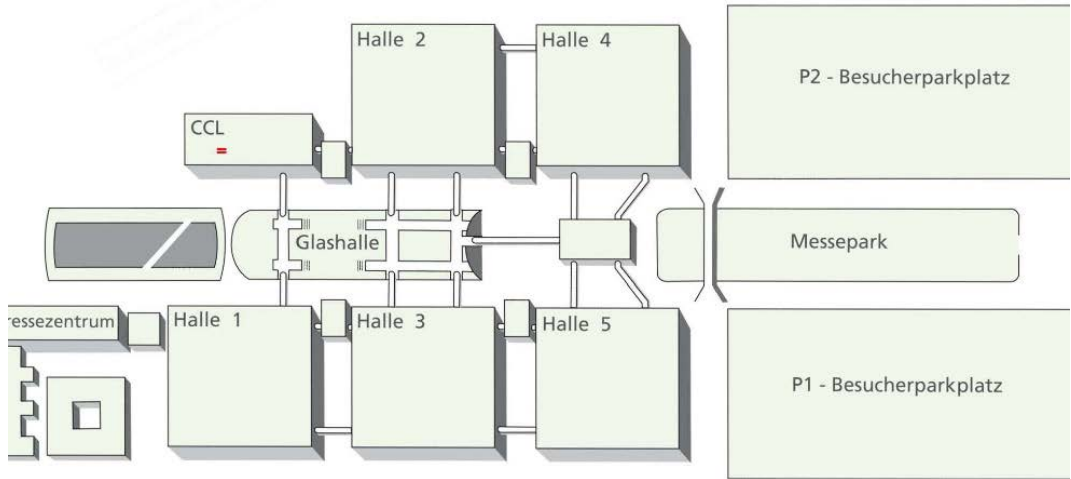 Halle 2
Halle 4
P2 - Besucherparkplatz
CCL
Glashalle
Messepark
ressezentrum
Halle 1
Halle 3
Halle 5
P1 - Besucherparkplatz